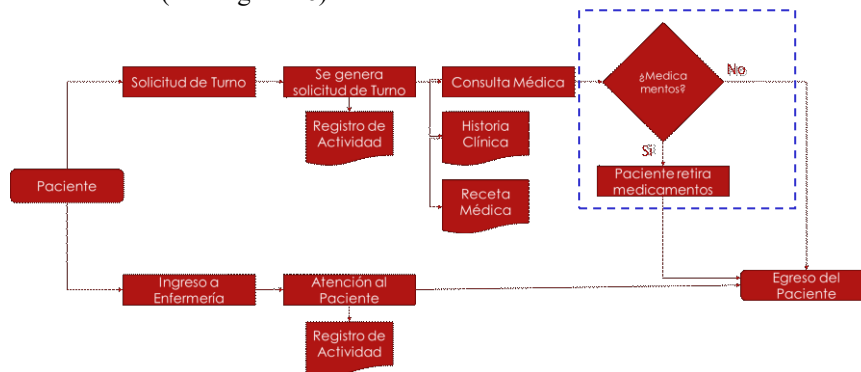 Solicitud de Turno
Se genera
solicitud de Turno
Consulta Médica
¿Medica
mentos?
No
Registro de
Actividad
Historia
Clínica
Si
Paciente
Receta
Médica
Paciente retira
medicamentos
Ingreso a
Enfermería
Atención al
Paciente
Egreso del
Paciente
Registro de
Actividad